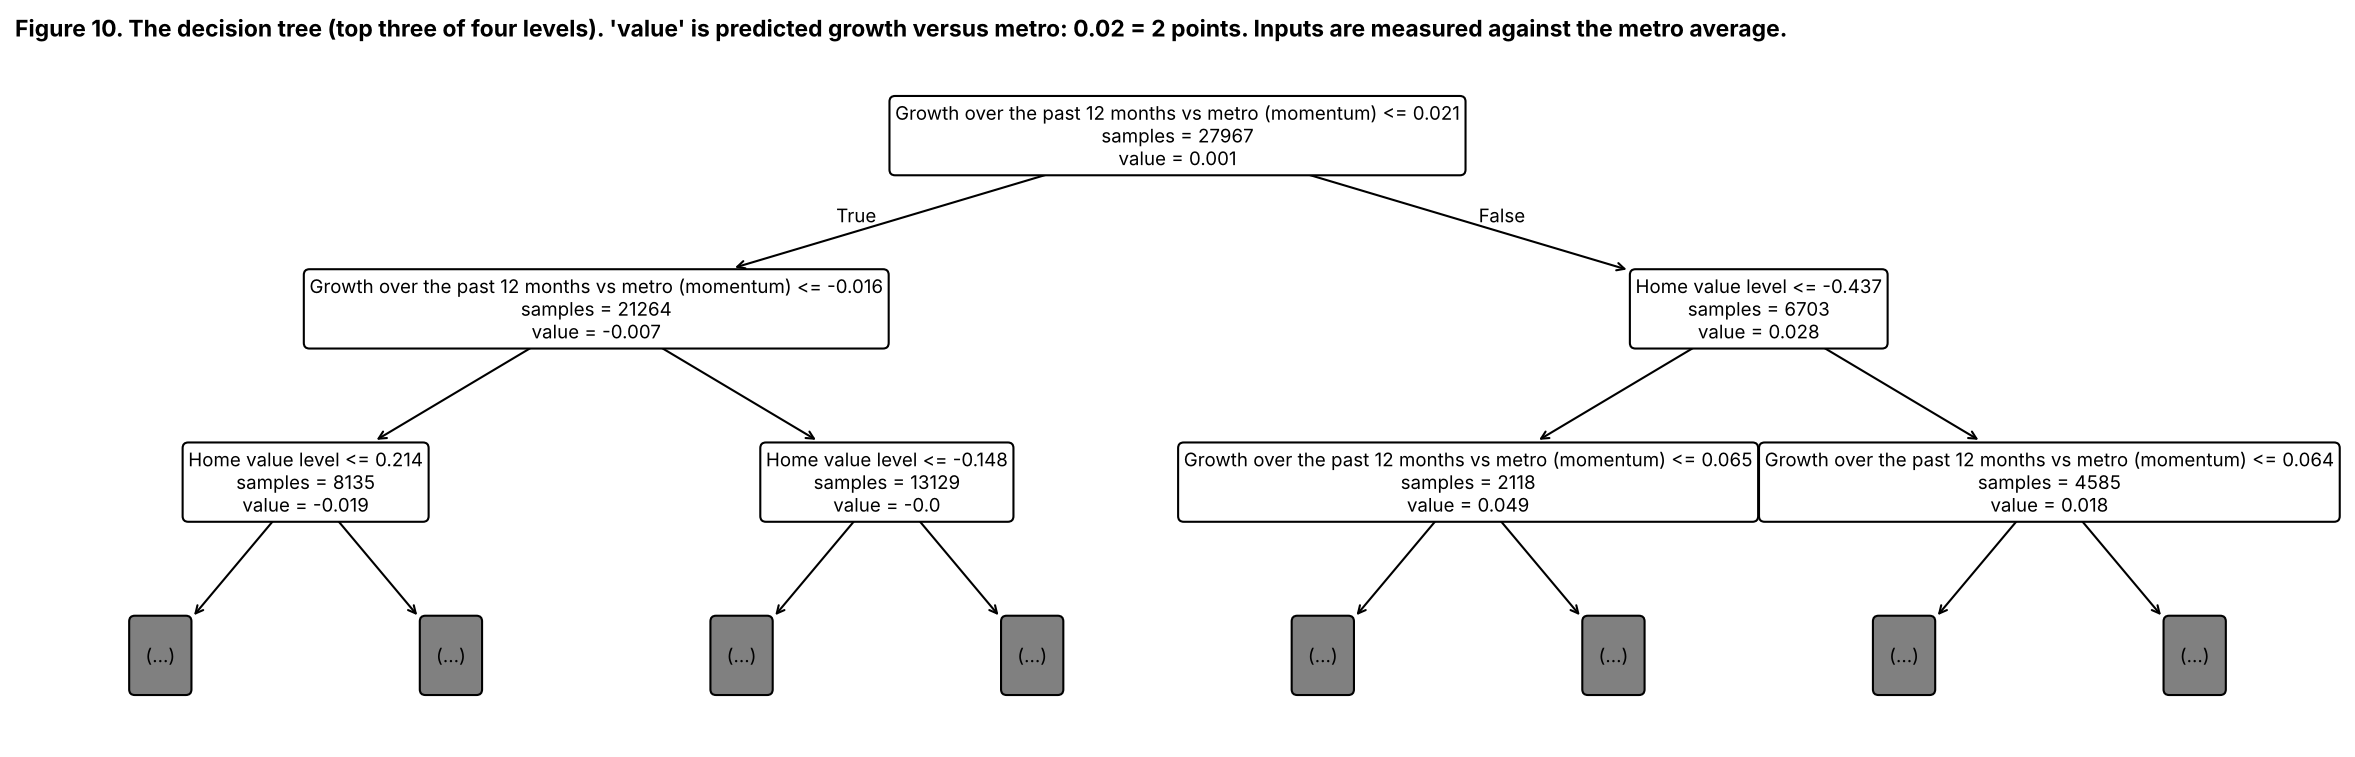 Figure 10. The decision tree (top three of four levels). 'value' is predicted growth versus metro: 0.02 = 2 points. Inputs are measured against the metro average.
Growth over the past 12 months vs metro (momentum) <= 0.021
samples = 27967
value = 0.001
True
False
Growth over the past 12 months vs metro (momentum) <= -0.016
samples = 21264
value = -0.007
Home value level <= -0.437
samples = 6703
value = 0.028
Home value level <= 0.214
samples = 8135
value = -0.019
Home value level <= -0.148
samples = 13129
value = -0.0
Growth over the past 12 months vs metro (momentum) <= 0.065
samples = 2118
value = 0.049
Growth over the past 12 months vs metro (momentum) <= 0.064
samples = 4585
value = 0.018
(...)
(...)
(...)
(...)
(...)
(...)
(...)
(...)